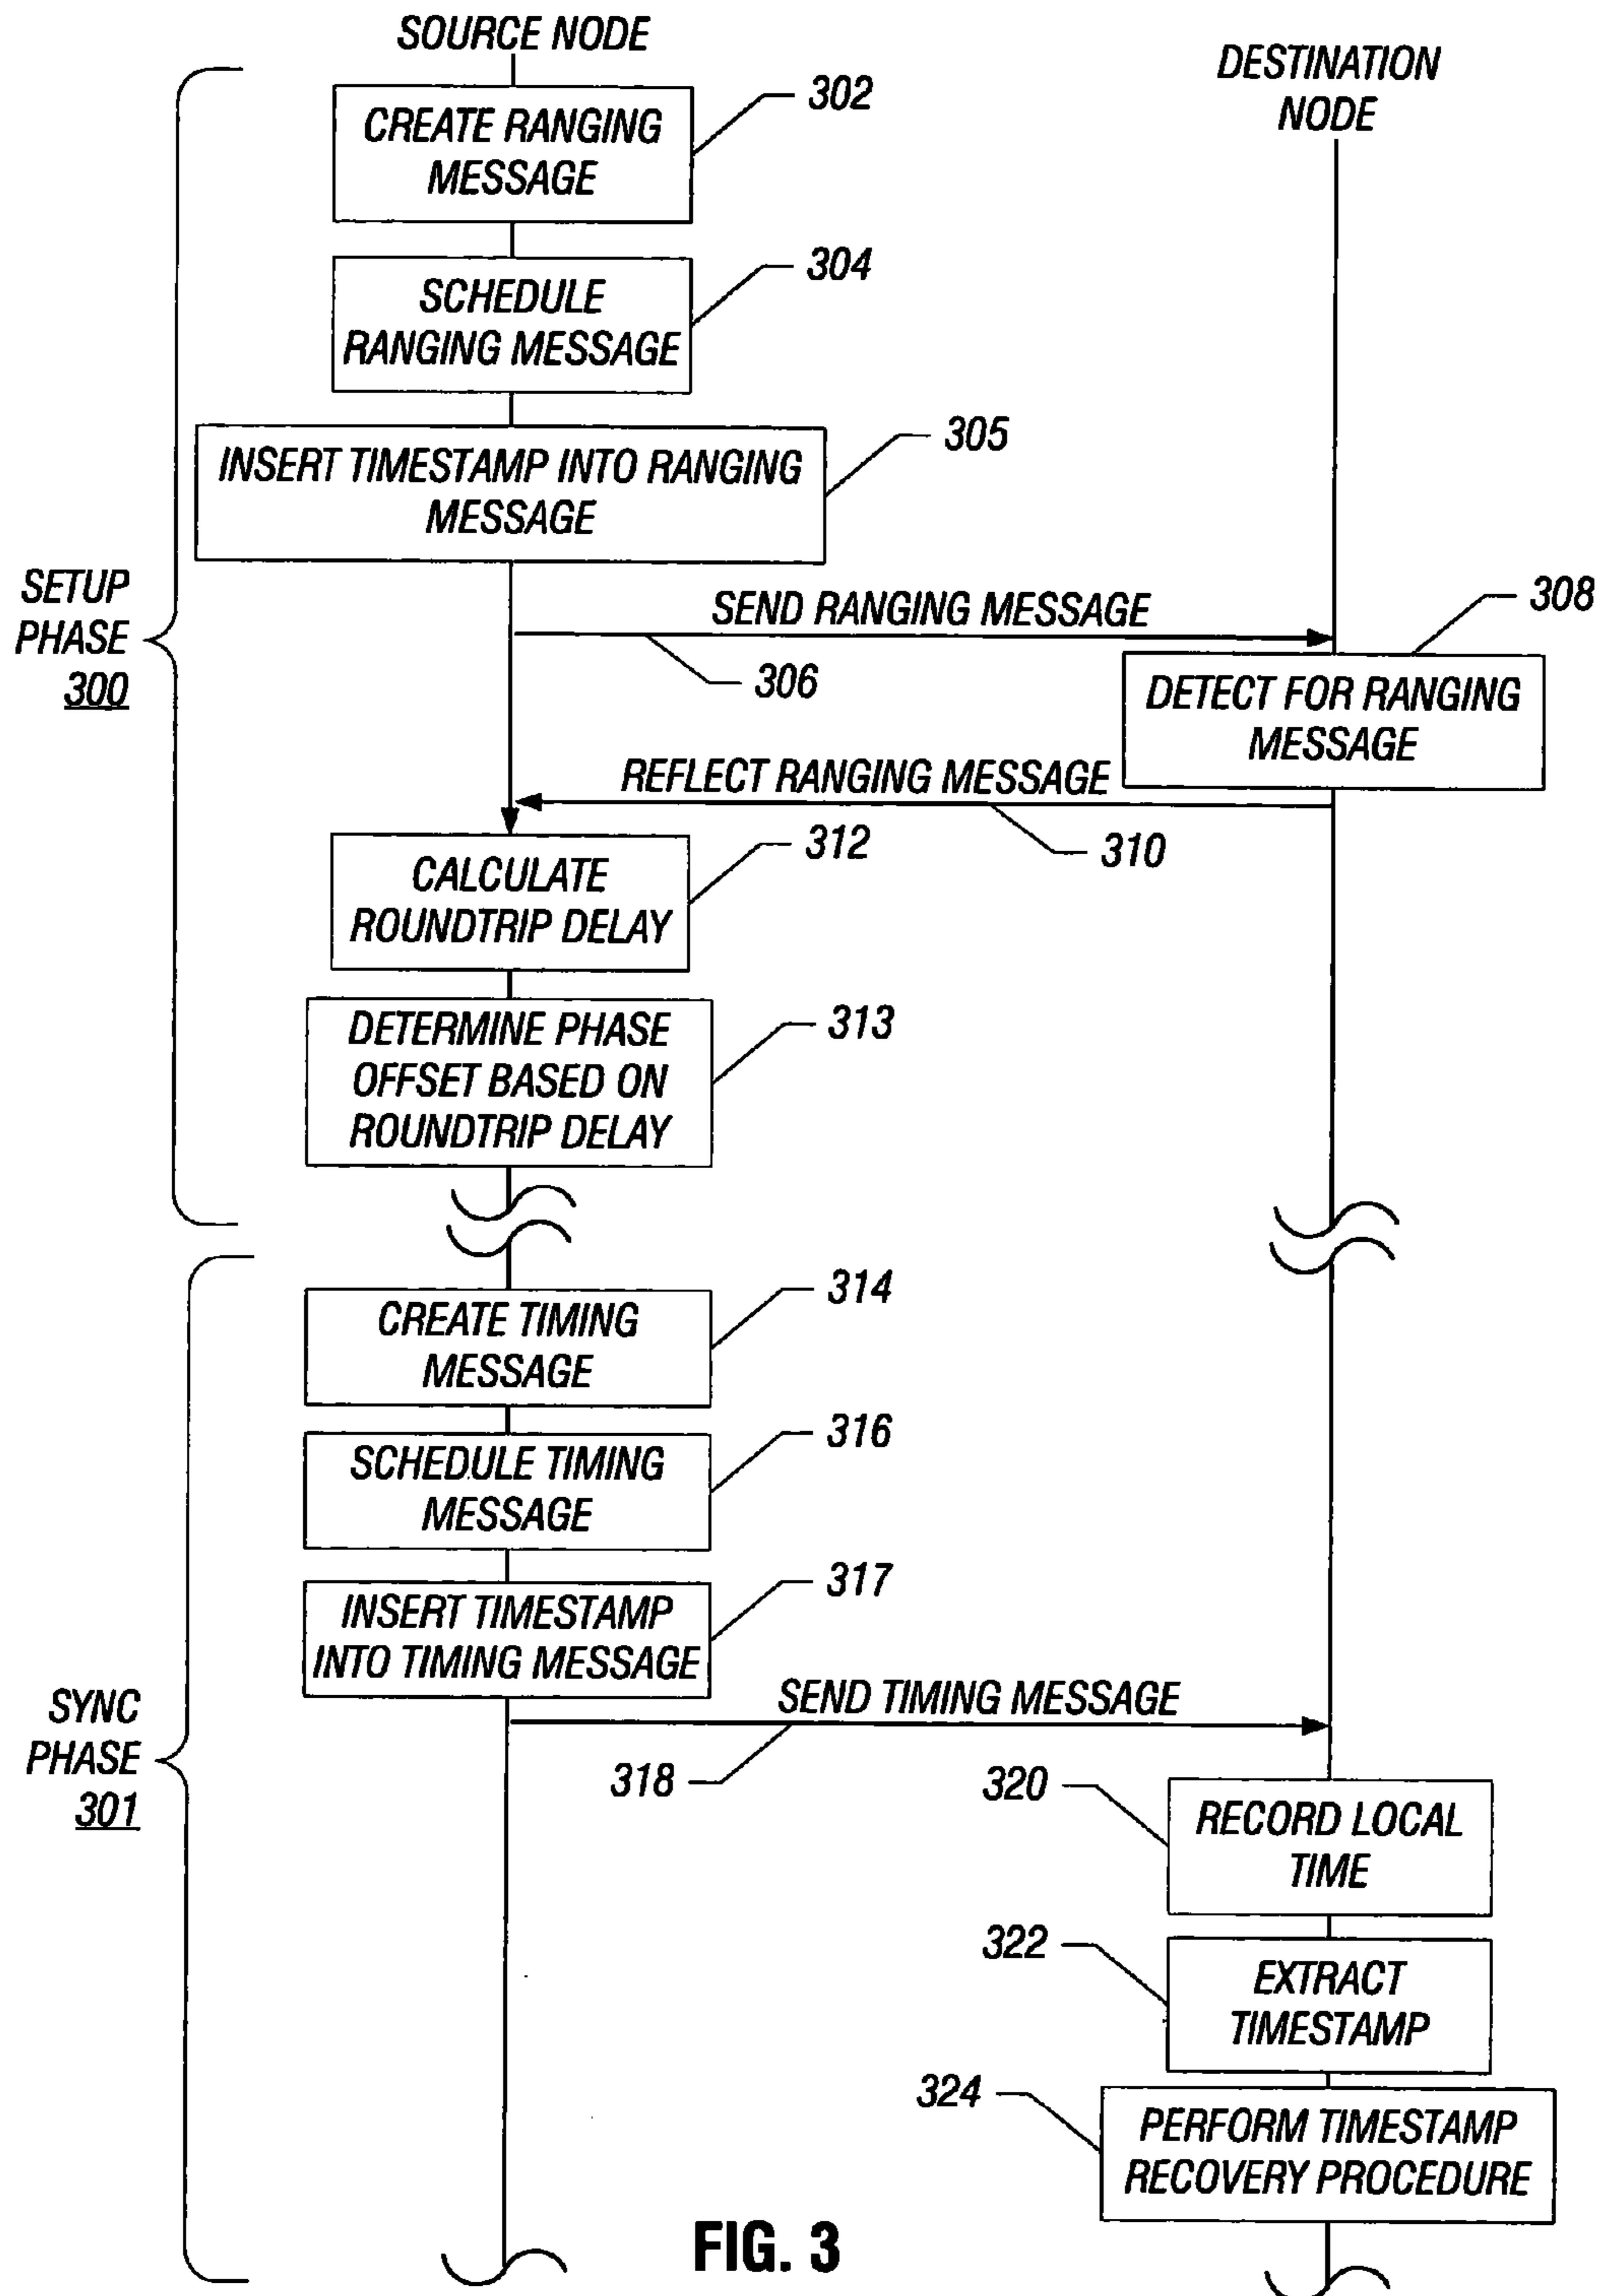 SOURCE NODE
DESTINATION
NODE
CREATE RANGING
MESSAGE
302
SCHEDULE
RANGING MESSAGE
304
INSERT TIMESTAMP INTO RANGING
MESSAGE
305
SETUP
PHASE
300
SEND RANGING MESSAGE
306
308
DETECT FOR RANGING
MESSAGE
REFLECT RANGING MESSAGE
310
CALCULATE
ROUNDTRIP DELAY
312
DETERMINE PHASE
OFFSET BASED ON
ROUNDTRIP DELAY
313
CREATE TIMING
MESSAGE
314
SCHEDULE TIMING
MESSAGE
316
INSERT TIMESTAMP
INTO TIMING MESSAGE
317
SYNC
PHASE
301
SEND TIMING MESSAGE
318
320
RECORD LOCAL
TIME
322
EXTRACT
TIMESTAMP
324
PERFORM TIMESTAMP
RECOVERY PROCEDURE
FIG. 3